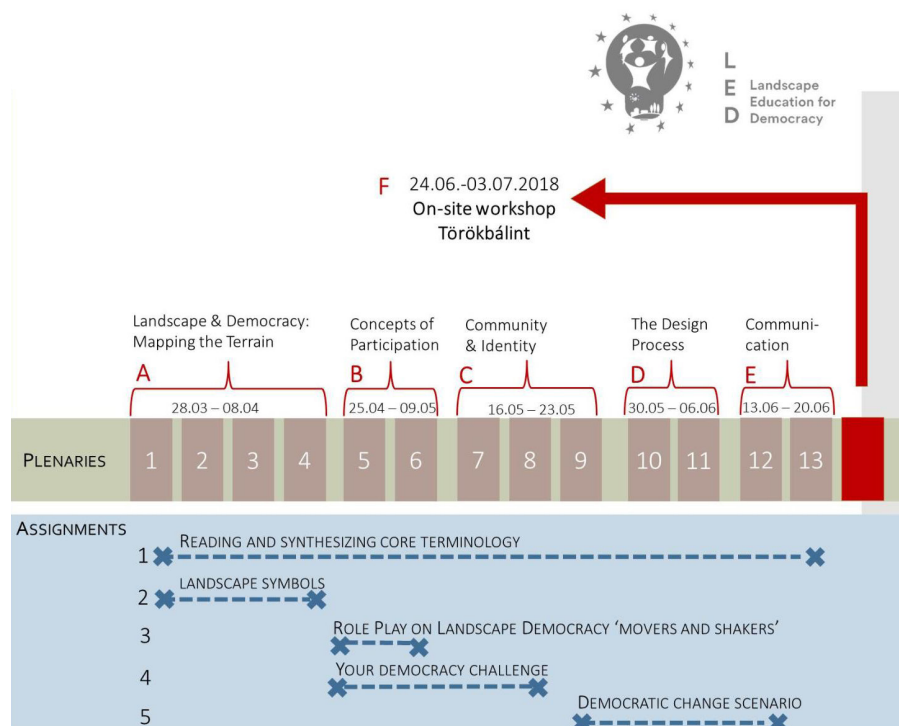 L
E Landscape
Education for
D Democracy
F 24.06.-03.07.2018
On-site workshop
Törökbálint
Landscape & Democracy:
Mapping the Terrain
A
28.03 – 08.04
Concepts of
Participation
B
25.04 – 09.05
Community
& Identity
C
16.05 – 23.05
The Design
Process
D
30.05 – 06.06
Communi-
cation
E
13.06 – 20.06
PLENARIES 1 2 3 4 5 6 7 8 9 10 11 12 13
ASSIGNMENTS
1 READING AND SYNTHESIZING CORE TERMINOLOGY
2 LANDSCAPE SYMBOLS
3 ROLE PLAY ON LANDSCAPE DEMOCRACY ‘MOVERS AND SHAKERS’
4 YOUR DEMOCRACY CHALLENGE
5 DEMOCRATIC CHANGE SCENARIO